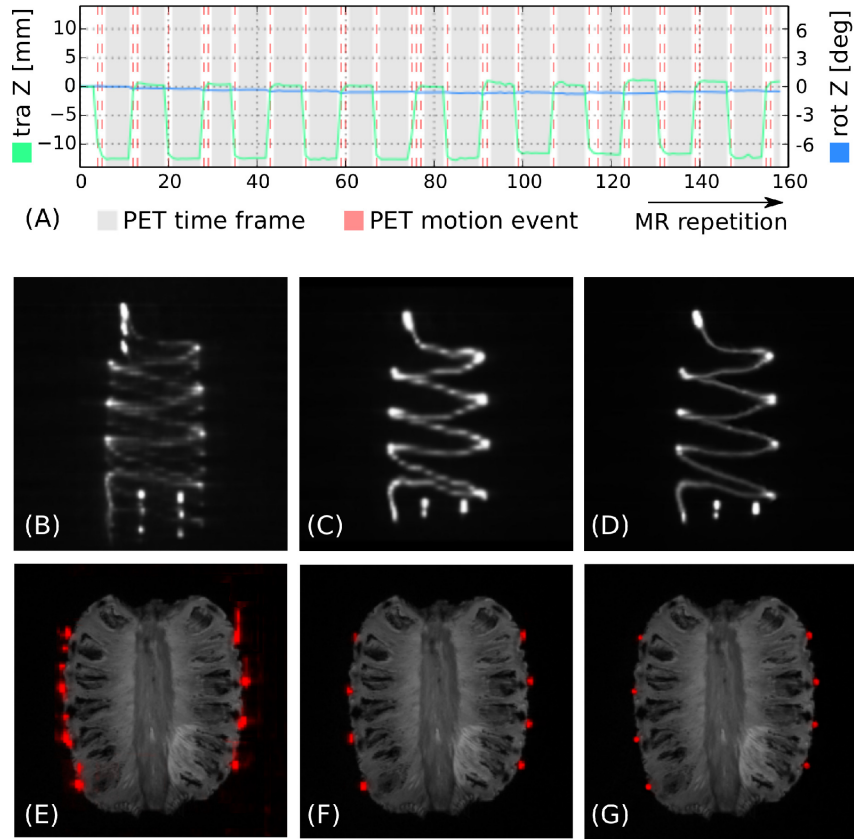 tra Z [mm]
10
5
0
−5
−10
6
3
0
-3
-6
rot Z [deg]
0 20 40 60 80 100 120 140 160
(A) PET time frame PET motion event MR repetition
(B) (C) (D)
(E) (F) (G)